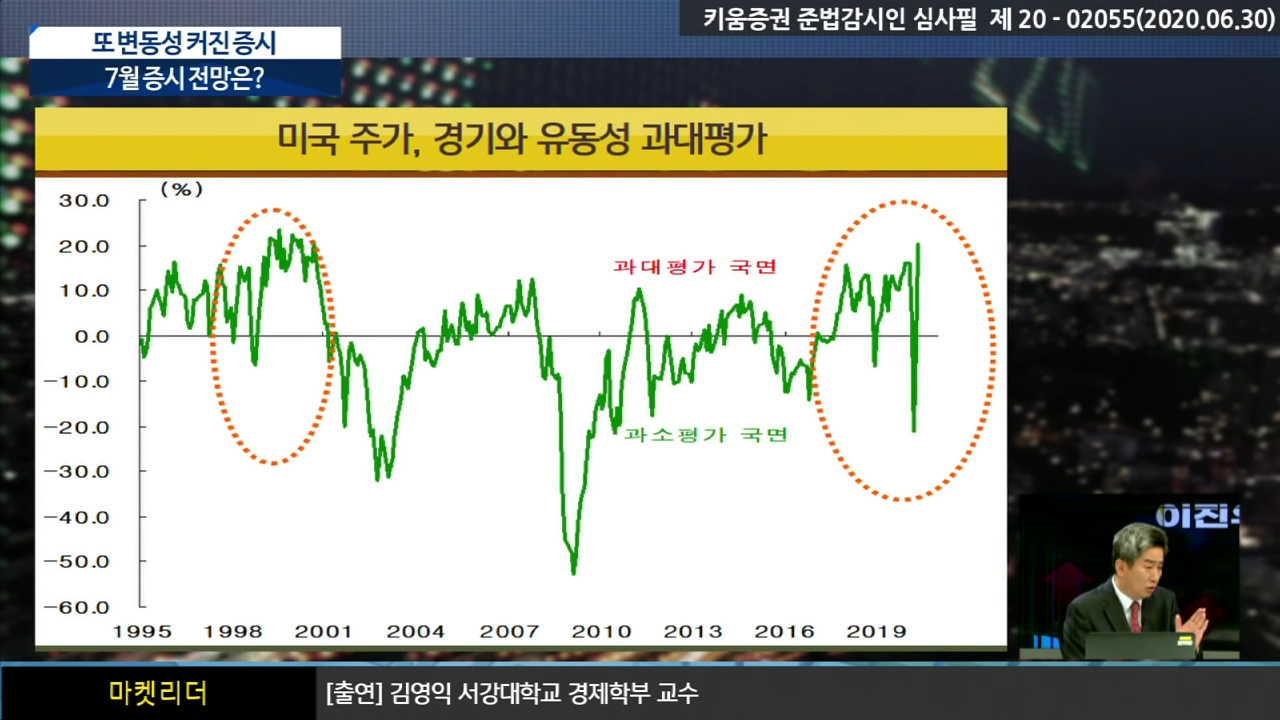 키움증권 준법감시인 심사필 제 20 - 02055(2020.06.30)
또 변동성 커진 증시
7월 증시 전망은?
미국 주가, 경기와 유동성 과대평가
(%)
30.0
20.0
10.0
0.0
-10.0
-20.0
-30.0
-40.0
-50.0
-60.0
과대평가 국면
과소평가 국면
1995 1998 2001 2004 2007 2010 2013 2016 2019
이진
마켓리더
[출연] 김영익 서강대학교 경제학부 교수